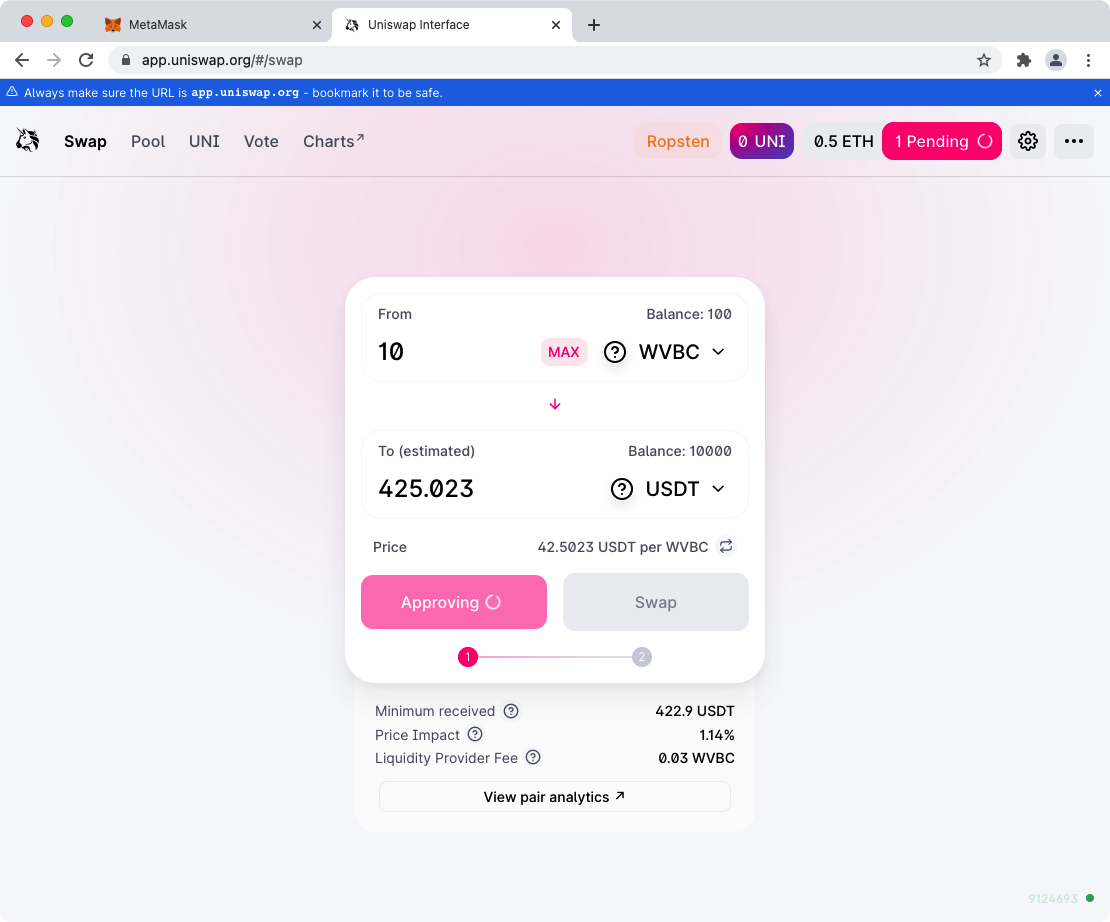 MetaMask
Uniswap Interface
app.uniswap.org/#/swap
Always make sure the URL is app.uniswap.org - bookmark it to be safe.
Swap Pool UNI Vote Charts↗ Ropsten 0 UNI 0.5 ETH 1 Pending
From Balance: 100
10 MAX WVBC
To (estimated) Balance: 10000
425.023 USDT
Price 42.5023 USDT per WVBC
Approving Swap
1 2
Minimum received 422.9 USDT
Price Impact 1.14%
Liquidity Provider Fee 0.03 WVBC
View pair analytics ↗
9124693